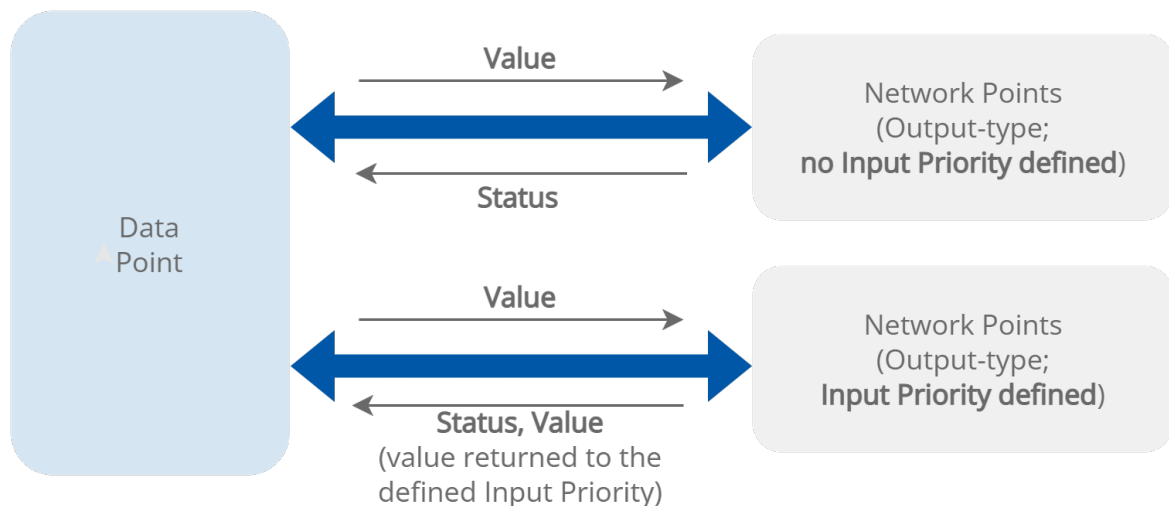 Data
Point
Value
Status
Network Points
(Output-type;
no Input Priority defined)
Value
Status, Value
(value returned to the
defined Input Priority)
Network Points
(Output-type;
Input Priority defined)